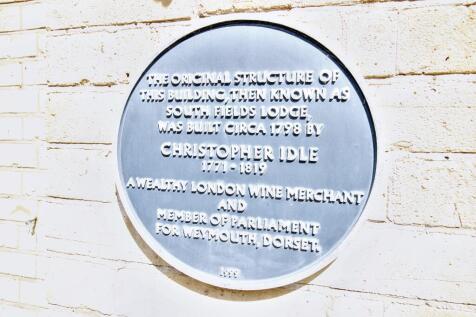 THE ORIGINAL STRUCTURE OF
THIS BUILDING, THEN KNOWN AS
SOUTH FIELDS LODGE,
WAS BUILT CIRCA 1798 BY
CHRISTOPHER IDLE
1771 - 1819
A WEALTHY LONDON WINE MERCHANT
AND
MEMBER OF PARLIAMENT
FOR WEYMOUTH, DORSET.
1999